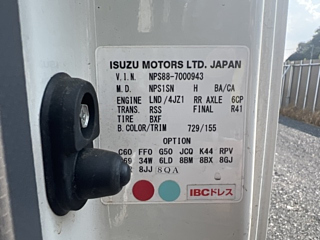 ISUZU MOTORS LTD. JAPAN
V.I.N. NPS88-7000943
M.D. NPS1SN H BA/CA
ENGINE LND/4JZ1 RR AXLE 6CP
TRANS RXS FINAL R41
TIRE BXF
B.COLOR/TRIM 729/155
OPTION
C60 FF0 G50 JCQ K44 RPV
69 34W 6LD 8BM 8BX 8GJ
8JJ 8QA
IBCドレス